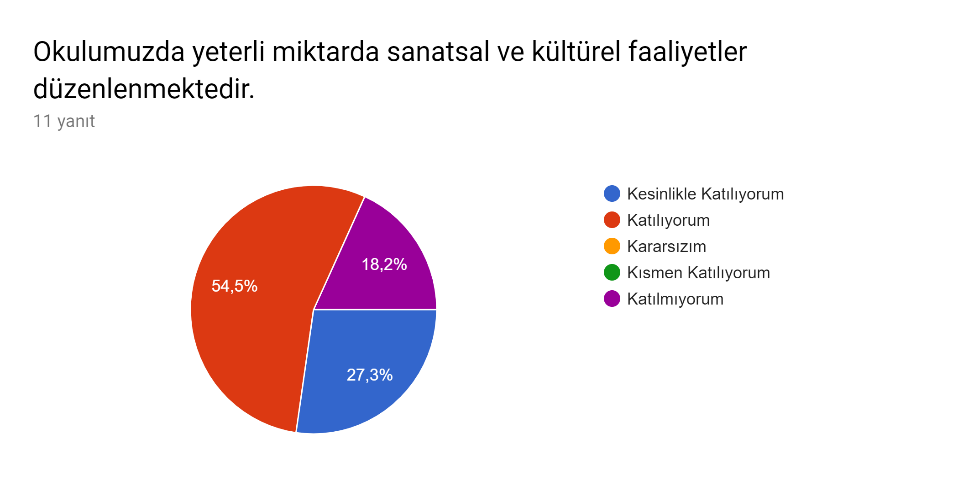 Okulumuzda yeterli miktarda sanatsal ve kültürel faaliyetler
düzenlenmektedir.
11 yanıt
Kesinlikle Katılıyorum
Katılıyorum
Kararsızım
Kısmen Katılıyorum
Katılmıyorum
18,2%
54,5%
27,3%